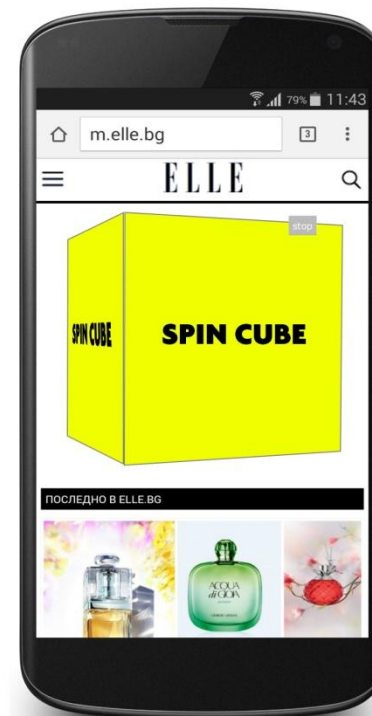 79% 11:43
m.elle.bg 3
ELLE
stop
SPIN CUBE SPIN CUBE
ПОСЛЕДНО В ELLE.BG
ACQUA
di GIOIA